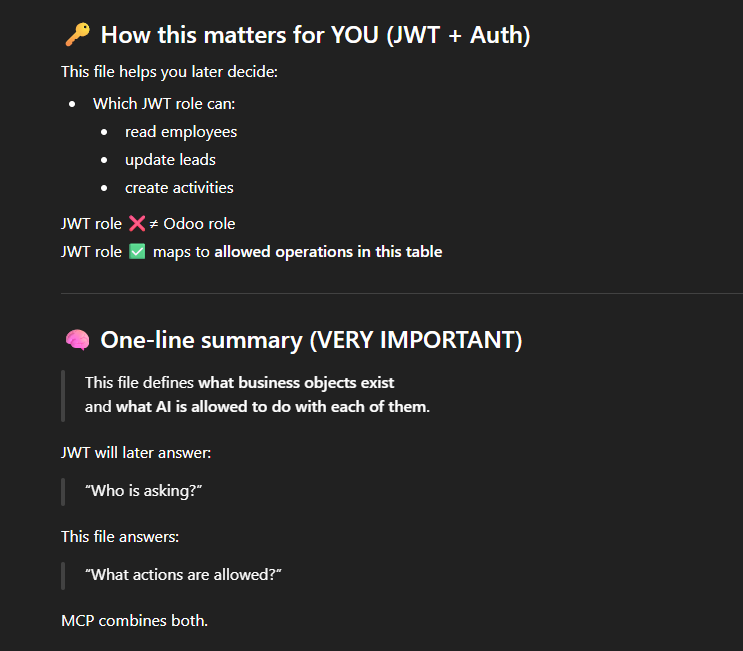 🔑 How this matters for YOU (JWT + Auth)
This file helps you later decide:
• Which JWT role can:
• read employees
• update leads
• create activities
JWT role ❌ ≠ Odoo role
JWT role ✅ maps to allowed operations in this table
🧠 One-line summary (VERY IMPORTANT)
This file defines what business objects exist
and what AI is allowed to do with each of them.
JWT will later answer:
“Who is asking?”
This file answers:
“What actions are allowed?”
MCP combines both.